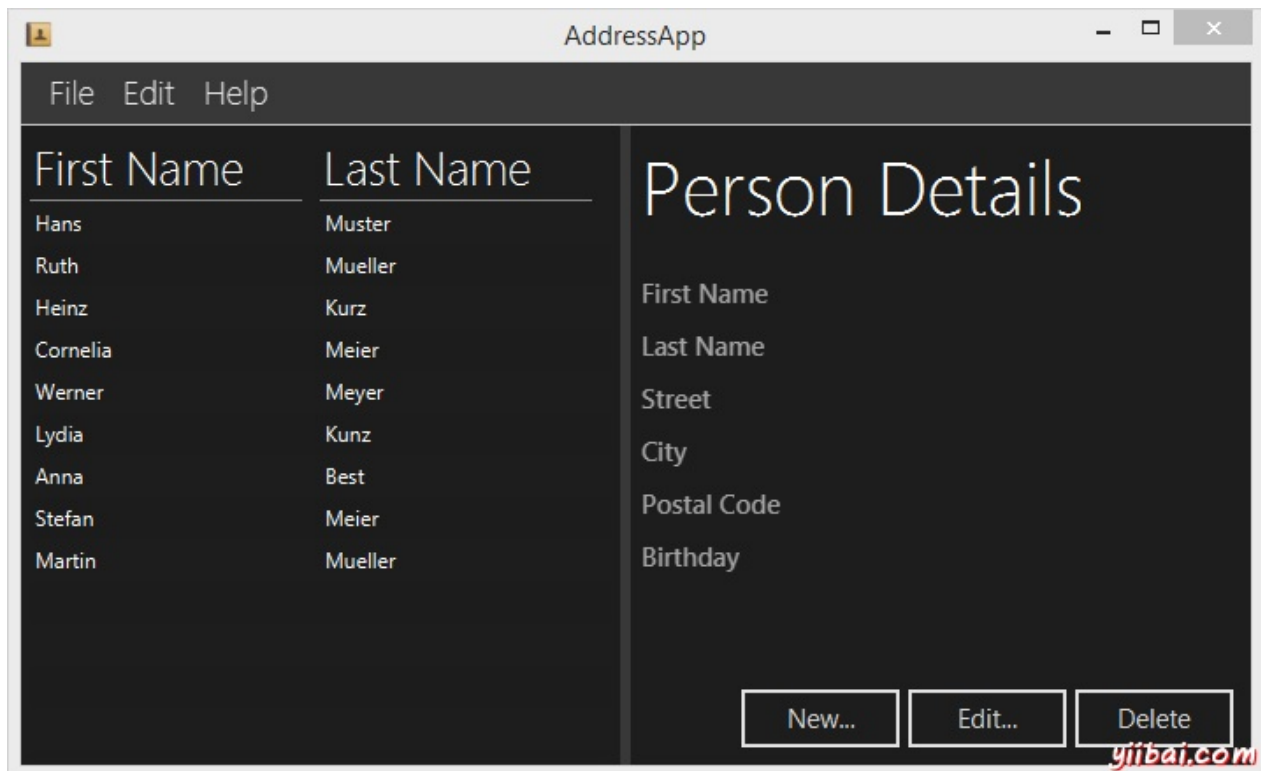 AddressApp
File Edit Help
First Name Last Name
Hans Muster
Ruth Mueller
Heinz Kurz
Cornelia Meier
Werner Meyer
Lydia Kunz
Anna Best
Stefan Meier
Martin Mueller
Person Details
First Name
Last Name
Street
City
Postal Code
Birthday
New... Edit... Delete
yiibai.com